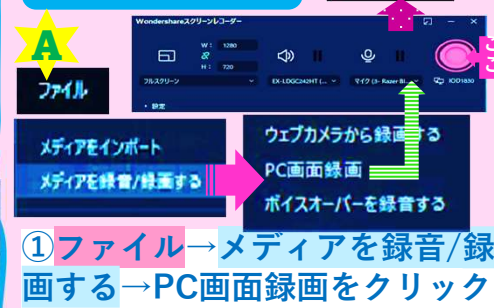 Wondershareスクリーンレコーダー
A
W: 1280
H: 720
ファイル
フルスクリーン
EX-LDGC242HT (...
マイク (3- Razer Bl...
IOD1830
設定
メディアをインポート
メディアを録音/録画する
ウェブカメラから録画する
PC画面録画
ボイスオーバーを録音する
①ファイル→メディアを録音/録
画する→PC画面録画をクリック